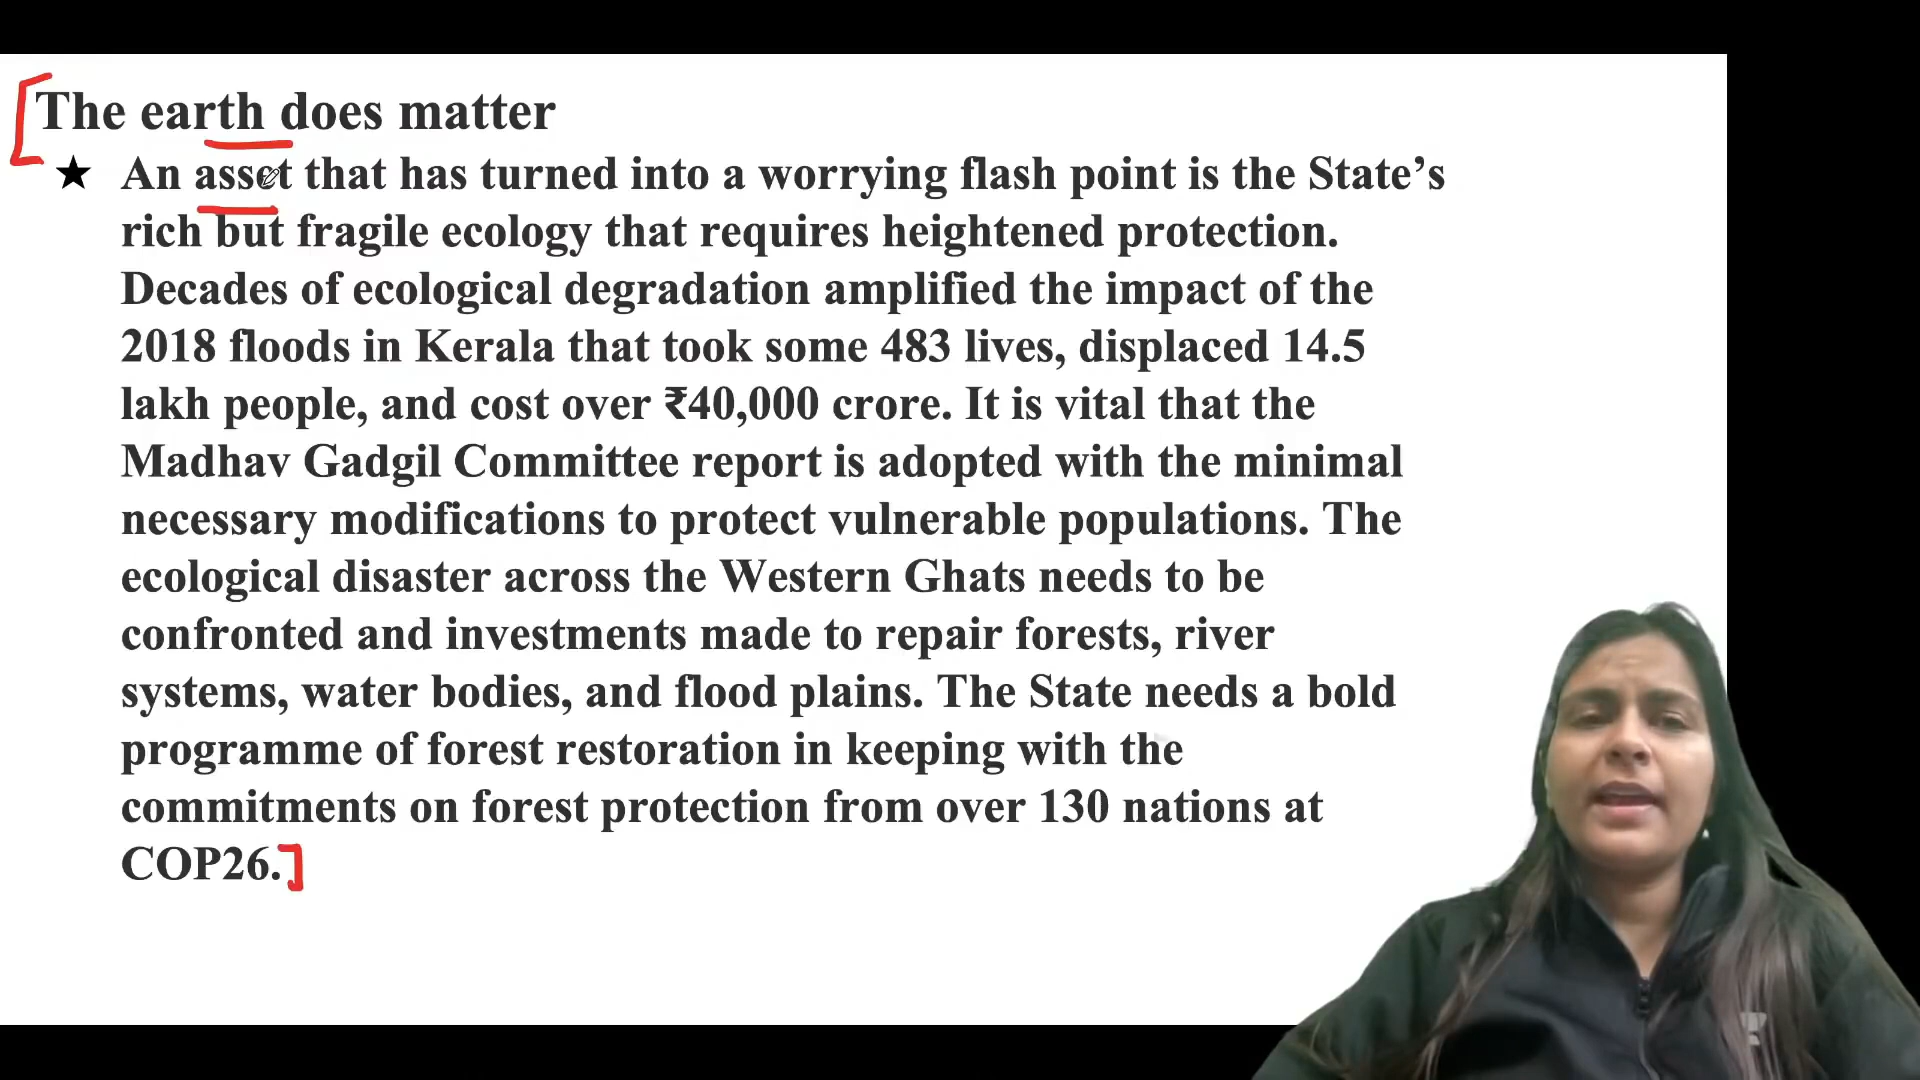 The earth does matter
★ An asset that has turned into a worrying flash point is the State’s
rich but fragile ecology that requires heightened protection.
Decades of ecological degradation amplified the impact of the
2018 floods in Kerala that took some 483 lives, displaced 14.5
lakh people, and cost over ₹40,000 crore. It is vital that the
Madhav Gadgil Committee report is adopted with the minimal
necessary modifications to protect vulnerable populations. The
ecological disaster across the Western Ghats needs to be
confronted and investments made to repair forests, river
systems, water bodies, and flood plains. The State needs a bold
programme of forest restoration in keeping with the
commitments on forest protection from over 130 nations at
COP26.